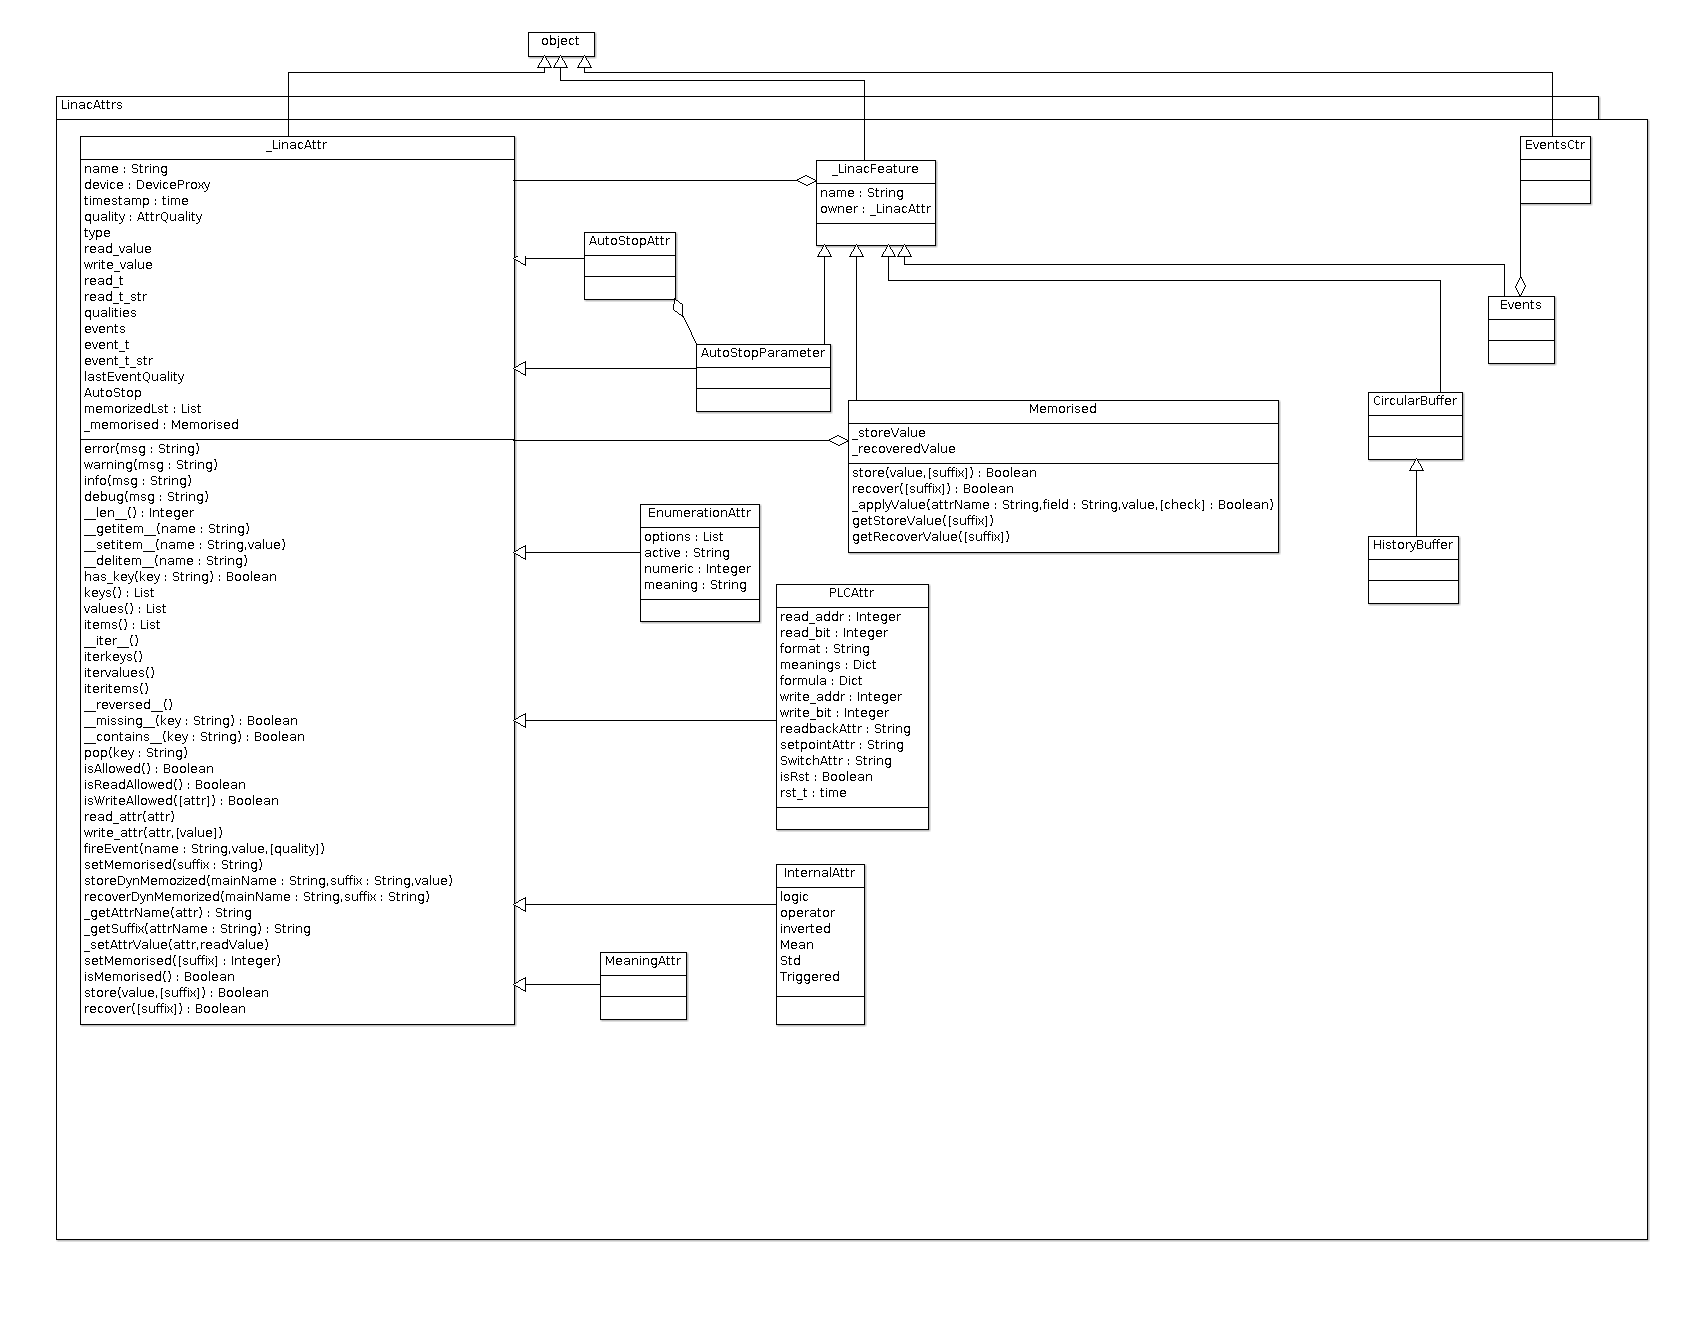 object
LinacAttrs
_LinacAttr
name : String
device : DeviceProxy
timestamp : time
quality : AttrQuality
type
read_value
write_value
read_t
read_t_str
qualities
events
event_t
event_t_str
lastEventQuality
AutoStop
memorizedLst : List
_memorised : Memorised
error(msg : String)
warning(msg : String)
info(msg : String)
debug(msg : String)
__len__() : Integer
__getitem__(name : String)
__setitem__(name : String,value)
__delitem__(name : String)
has_key(key : String) : Boolean
keys() : List
values() : List
items() : List
__iter__()
iterkeys()
itervalues()
iteritems()
__reversed__()
__missing__(key : String) : Boolean
__contains__(key : String) : Boolean
pop(key : String)
isAllowed() : Boolean
isReadAllowed() : Boolean
isWriteAllowed([attr]) : Boolean
read_attr(attr)
write_attr(attr,[value])
fireEvent(name : String,value,[quality])
setMemorised(suffix : String)
storeDynMemozized(mainName : String,suffix : String,value)
recoverDynMemorized(mainName : String,suffix : String)
_getAttrName(attr) : String
_getSuffix(attrName : String) : String
_setAttrValue(attr,readValue)
setMemorised([suffix] : Integer)
isMemorised() : Boolean
store(value,[suffix]) : Boolean
recover([suffix]) : Boolean
_LinacFeature
name : String
owner : _LinacAttr
EventsCtr
AutoStopAttr
Events
AutoStopParameter
Memorised
_storeValue
_recoveredValue
store(value,[suffix]) : Boolean
recover([suffix]) : Boolean
_applyValue(attrName : String,field : String,value,[check] : Boolean)
getStoreValue([suffix])
getRecoverValue([suffix])
CircularBuffer
HistoryBuffer
EnumerationAttr
options : List
active : String
numeric : Integer
meaning : String
PLCAttr
read_addr : Integer
read_bit : Integer
format : String
meanings : Dict
formula : Dict
write_addr : Integer
write_bit : Integer
readbackAttr : String
setpointAttr : String
SwitchAttr : String
isRst : Boolean
rst_t : time
InternalAttr
logic
operator
inverted
Mean
Std
Triggered
MeaningAttr